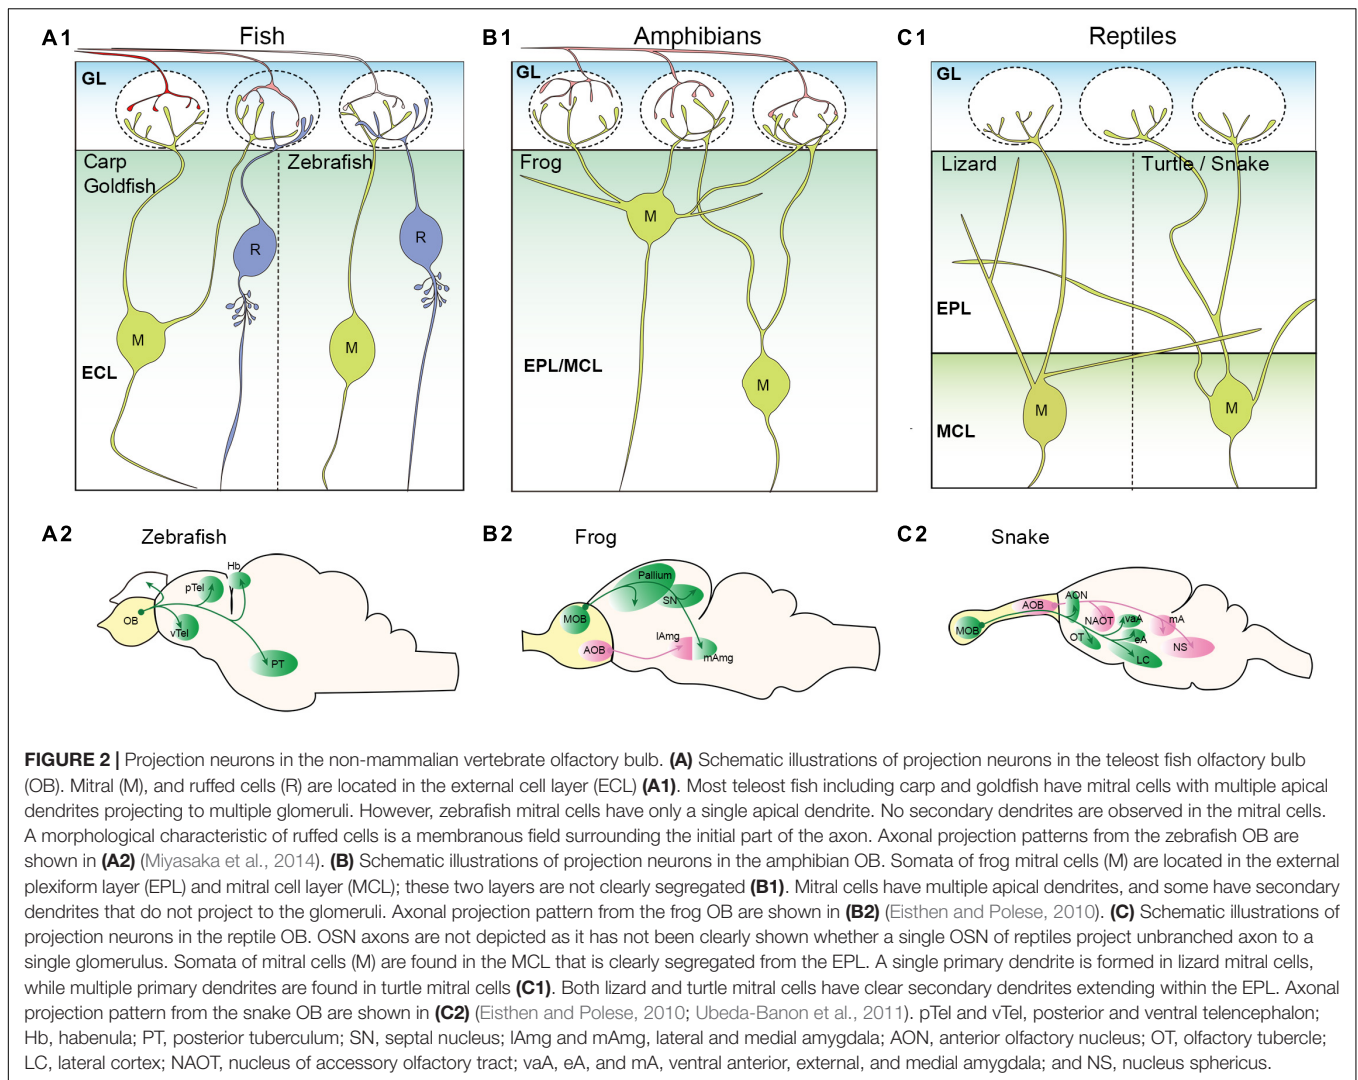 A1 Fish
GL
Carp
Goldfish
Zebrafish
R
R
M
M
ECL
B1 Amphibians
GL
Frog
M
EPL/MCL
M
C1 Reptiles
GL
Lizard
Turtle / Snake
EPL
M
M
MCL
A2 Zebrafish
Hb
pTel
OB
vTel
PT
B2 Frog
Pallium
SN
MOB
lAmg
AOB
mAmg
C2 Snake
AON
AOB
NAOT
vaA
mA
MOB
OT
eA
NS
LC
FIGURE 2 | Projection neurons in the non-mammalian vertebrate olfactory bulb. (A) Schematic illustrations of projection neurons in the teleost fish olfactory bulb
(OB). Mitral (M), and ruffed cells (R) are located in the external cell layer (ECL) (A1). Most teleost fish including carp and goldfish have mitral cells with multiple apical
dendrites projecting to multiple glomeruli. However, zebrafish mitral cells have only a single apical dendrite. No secondary dendrites are observed in the mitral cells.
A morphological characteristic of ruffed cells is a membranous field surrounding the initial part of the axon. Axonal projection patterns from the zebrafish OB are
shown in (A2) (Miyasaka et al., 2014). (B) Schematic illustrations of projection neurons in the amphibian OB. Somata of frog mitral cells (M) are located in the external
plexiform layer (EPL) and mitral cell layer (MCL); these two layers are not clearly segregated (B1). Mitral cells have multiple apical dendrites, and some have secondary
dendrites that do not project to the glomeruli. Axonal projection pattern from the frog OB are shown in (B2) (Eisthen and Polese, 2010). (C) Schematic illustrations of
projection neurons in the reptile OB. OSN axons are not depicted as it has not been clearly shown whether a single OSN of reptiles project unbranched axon to a
single glomerulus. Somata of mitral cells (M) are found in the MCL that is clearly segregated from the EPL. A single primary dendrite is formed in lizard mitral cells,
while multiple primary dendrites are found in turtle mitral cells (C1). Both lizard and turtle mitral cells have clear secondary dendrites extending within the EPL. Axonal
projection pattern from the snake OB are shown in (C2) (Eisthen and Polese, 2010; Ubeda-Banon et al., 2011). pTel and vTel, posterior and ventral telencephalon;
Hb, habenula; PT, posterior tuberculum; SN, septal nucleus; lAmg and mAmg, lateral and medial amygdala; AON, anterior olfactory nucleus; OT, olfactory tubercle;
LC, lateral cortex; NAOT, nucleus of accessory olfactory tract; vaA, eA, and mA, ventral anterior, external, and medial amygdala; and NS, nucleus sphericus.